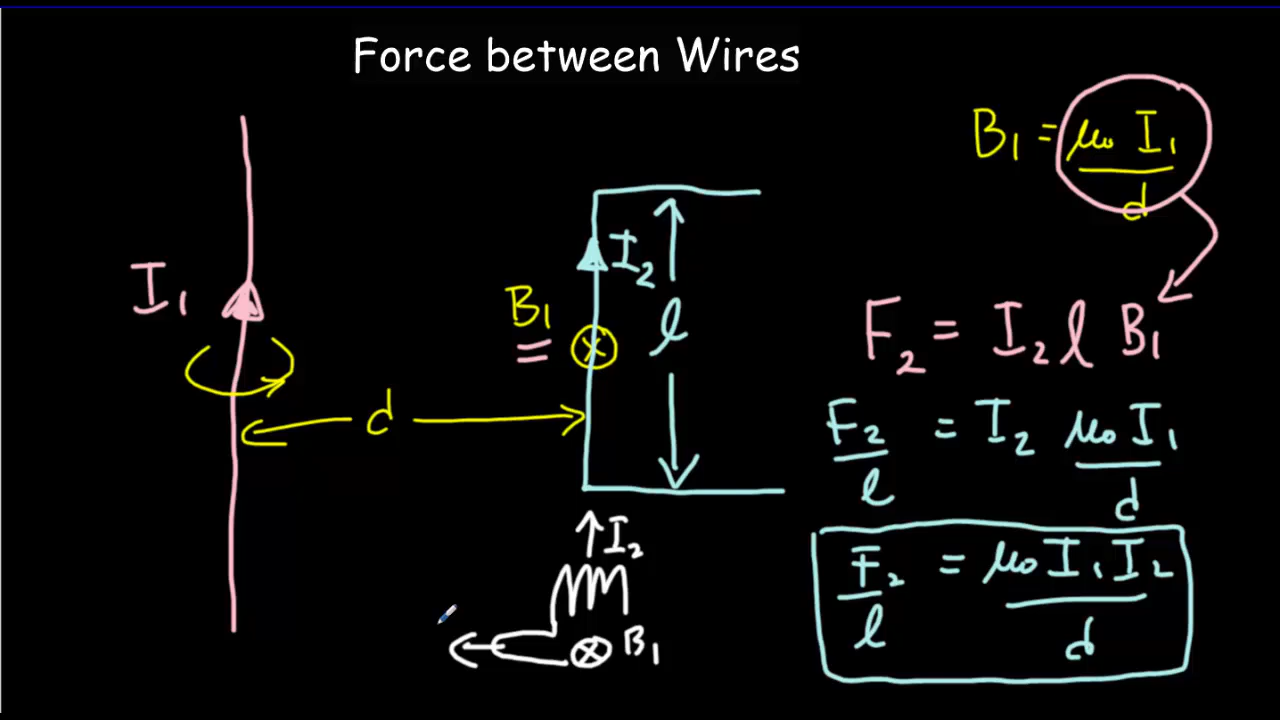 Force between Wires
B₁ = μ₀ I₁ / d
I₁
I₂
B₁
l
d
F₂ = I₂ l B₁
F₂ / l = I₂ μ₀ I₁ / d
F₂ / l = μ₀ I₁ I₂ / d
I₂
B₁